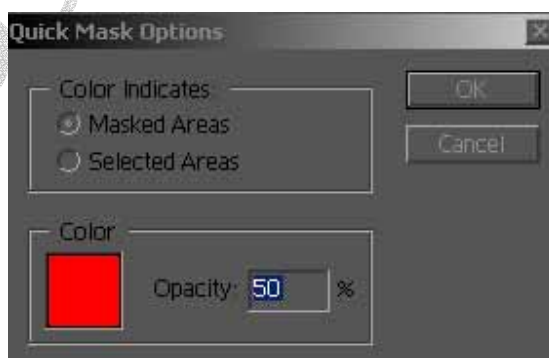 Quick Mask Options
Color Indicates:
Masked Areas
Selected Areas
OK
Cancel
Color
Opacity: 50 %